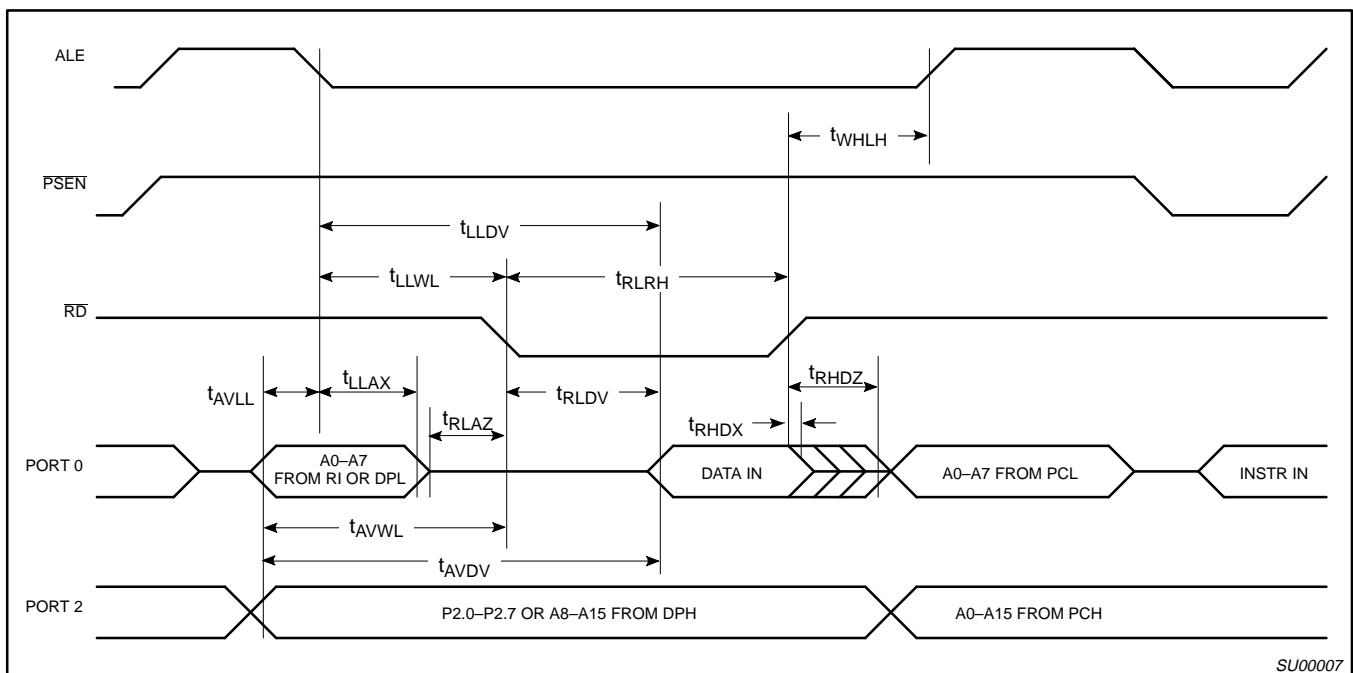 ALE
tWHLH
PSEN
tLLDV
tLLWL
tRLRH
RD
tAVLL
tLLAX
tRLDV
tRHDZ
tRLAZ
tRHDX
PORT 0
A0–A7
FROM RI OR DPL
DATA IN
A0–A7 FROM PCL
INSTR IN
tAVWL
tAVDV
PORT 2
P2.0–P2.7 OR A8–A15 FROM DPH
A0–A15 FROM PCH
SU00007